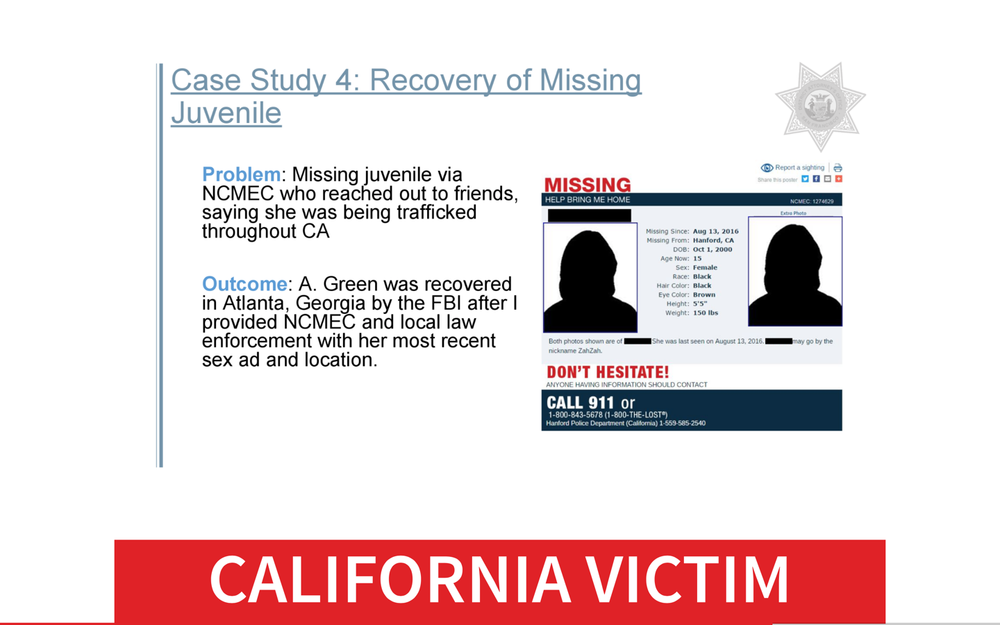 Case Study 4: Recovery of Missing
Juvenile
Problem: Missing juvenile via
NCMEC who reached out to friends,
saying she was being trafficked
throughout CA
Outcome: A. Green was recovered
in Atlanta, Georgia by the FBI after I
provided NCMEC and local law
enforcement with her most recent
sex ad and location.
Report a sighting
Share this poster
MISSING
HELP BRING ME HOME
NCMEC: 1274629
Extra Photo
Missing Since: Aug 13, 2016
Missing From: Hanford, CA
DOB: Oct 1, 2000
Age Now: 15
Sex: Female
Race: Black
Hair Color: Black
Eye Color: Brown
Height: 5'5"
Weight: 150 lbs
Both photos shown are of She was last seen on August 13, 2016. may go by the
nickname ZahZah.
DON'T HESITATE!
ANYONE HAVING INFORMATION SHOULD CONTACT
CALL 911 or
1-800-843-5678 (1-800-THE-LOST®)
Hanford Police Department (California) 1-559-585-2540
CALIFORNIA VICTIM